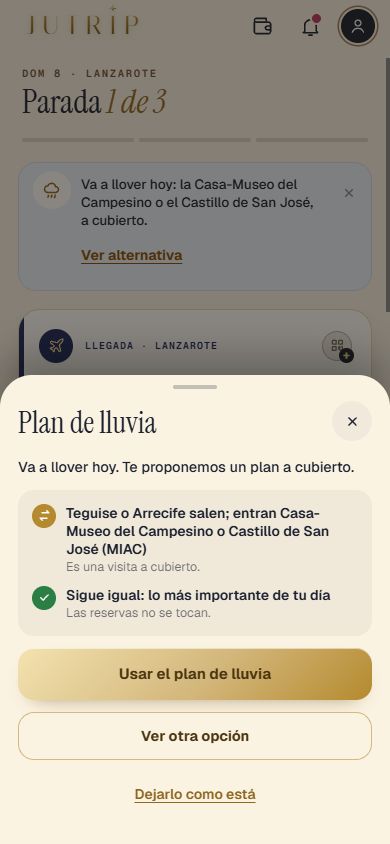 JUTRIP
DOM 8 · LANZAROTE
Parada 1 de 3
Va a llover hoy: la Casa-Museo del
Campesino o el Castillo de San José,
a cubierto.
Ver alternativa
LLEGADA · LANZAROTE
Plan de lluvia
Va a llover hoy. Te proponemos un plan a cubierto.
Teguise o Arrecife salen; entran Casa-
Museo del Campesino o Castillo de San
José (MIAC)
Es una visita a cubierto.
Sigue igual: lo más importante de tu día
Las reservas no se tocan.
Usar el plan de lluvia
Ver otra opción
Dejarlo como está